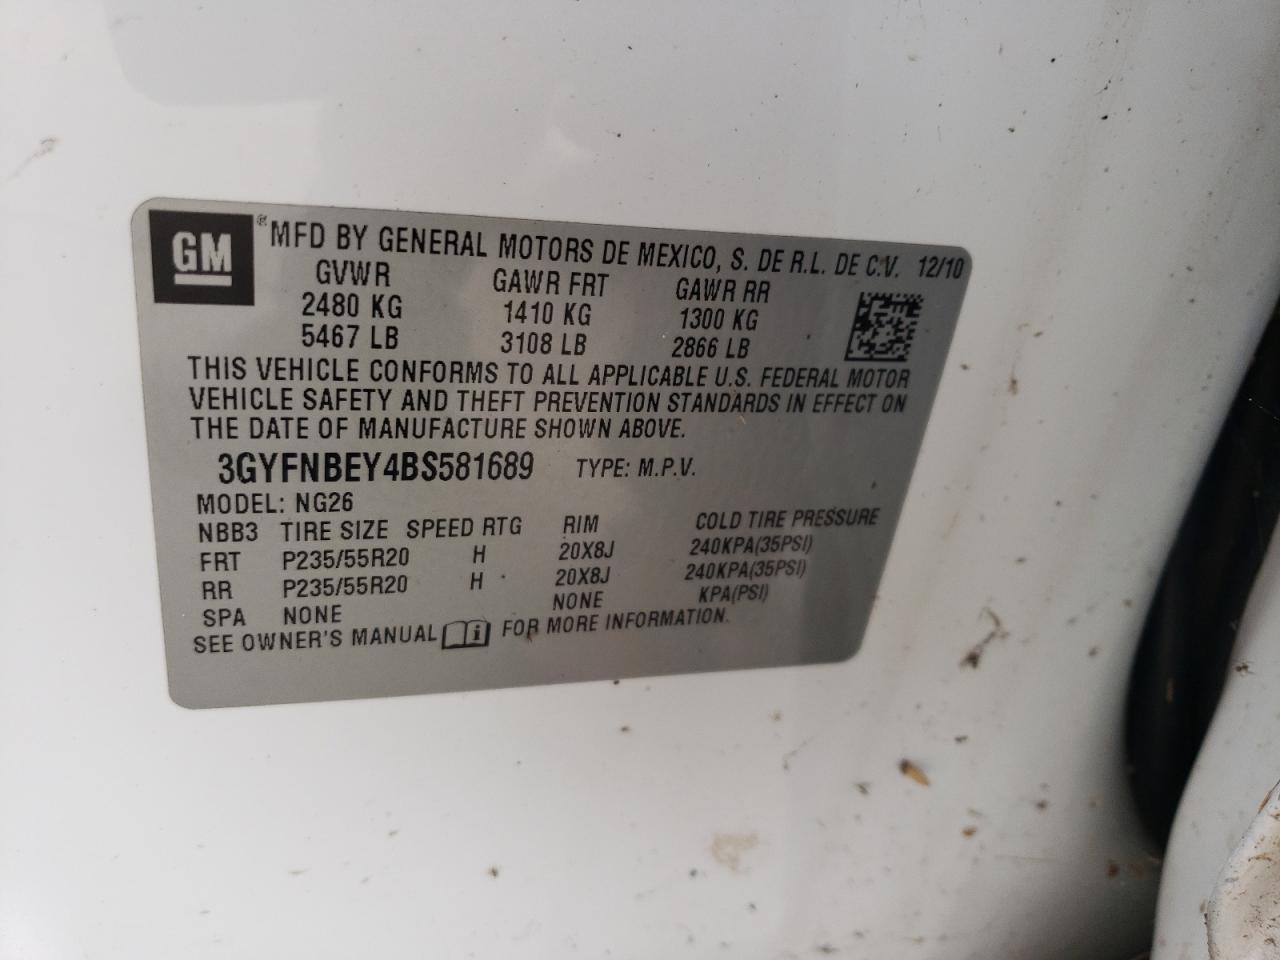 GM ® MFD BY GENERAL MOTORS DE MEXICO, S. DE R.L. DE C.V. 12/10
GVWR GAWR FRT GAWR RR
2480 KG 1410 KG 1300 KG
5467 LB 3108 LB 2866 LB
THIS VEHICLE CONFORMS TO ALL APPLICABLE U.S. FEDERAL MOTOR
VEHICLE SAFETY AND THEFT PREVENTION STANDARDS IN EFFECT ON
THE DATE OF MANUFACTURE SHOWN ABOVE.
3GYFNBEY4BS581689 TYPE: M.P.V.
MODEL: NG26
NBB3 TIRE SIZE SPEED RTG RIM COLD TIRE PRESSURE
FRT P235/55R20 H 20X8J 240KPA(35PSI)
RR P235/55R20 H 20X8J 240KPA(35PSI)
SPA NONE NONE KPA(PSI)
SEE OWNER'S MANUAL i FOR MORE INFORMATION.